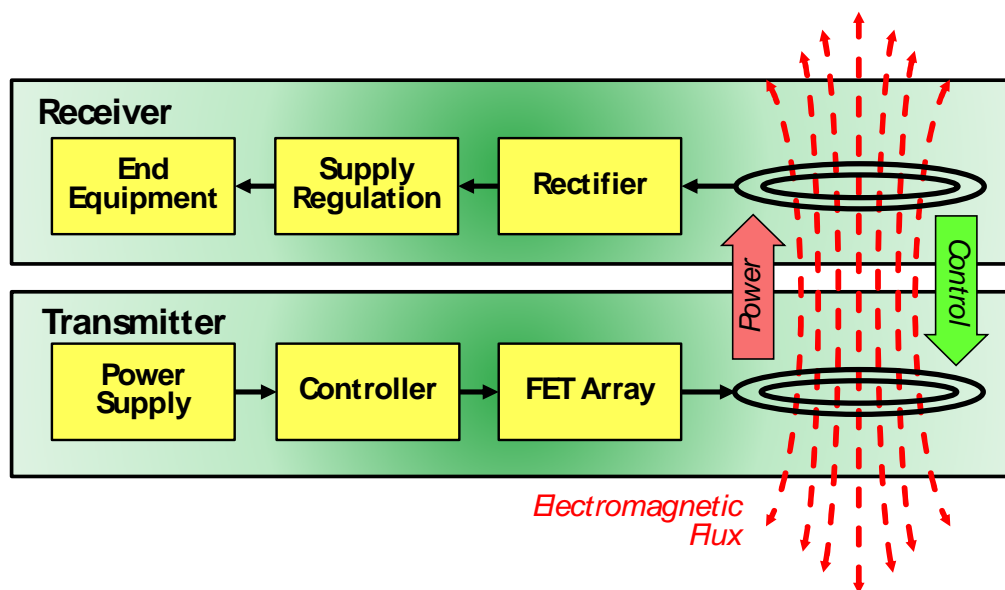 Receiver
End
Equipment
Supply
Regulation
Rectifier
Power
Control
Transmitter
Power
Supply
Controller
FET Array
Electromagnetic
Flux